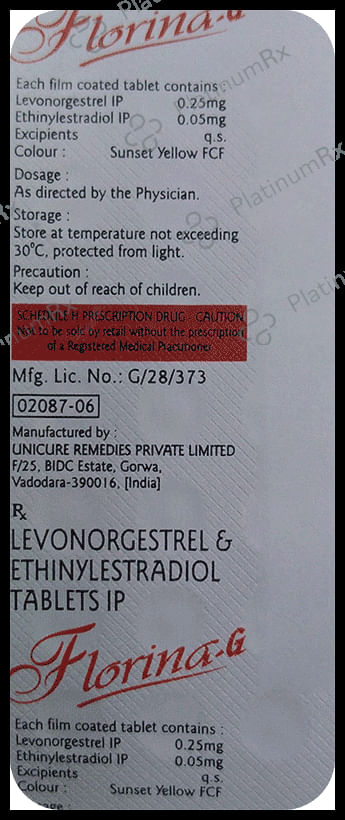 Florina-G
Each film coated tablet contains :
Levonorgestrel IP 0.25mg
Ethinylestradiol IP 0.05mg
Excipients q.s.
Colour : Sunset Yellow FCF
Dosage :
As directed by the Physician.
Storage :
Store at temperature not exceeding
30°C, protected from light.
Precaution :
Keep out of reach of children.
SCHEDULE H PRESCRIPTION DRUG - CAUTION
Not to be sold by retail without the prescription
of a Registered Medical Practitioner
Mfg. Lic. No.: G/28/373
02087-06
Manufactured by :
UNICURE REMEDIES PRIVATE LIMITED
F/25, BIDC Estate, Gorwa,
Vadodara-390016, [India]
Rx
LEVONORGESTREL &
ETHINYLESTRADIOL
TABLETS IP
Florina-G
Each film coated tablet contains :
Levonorgestrel IP 0.25mg
Ethinylestradiol IP 0.05mg
Excipients q.s.
Colour : Sunset Yellow FCF
PlatinumRx
PlatinumRx
PlatinumRx